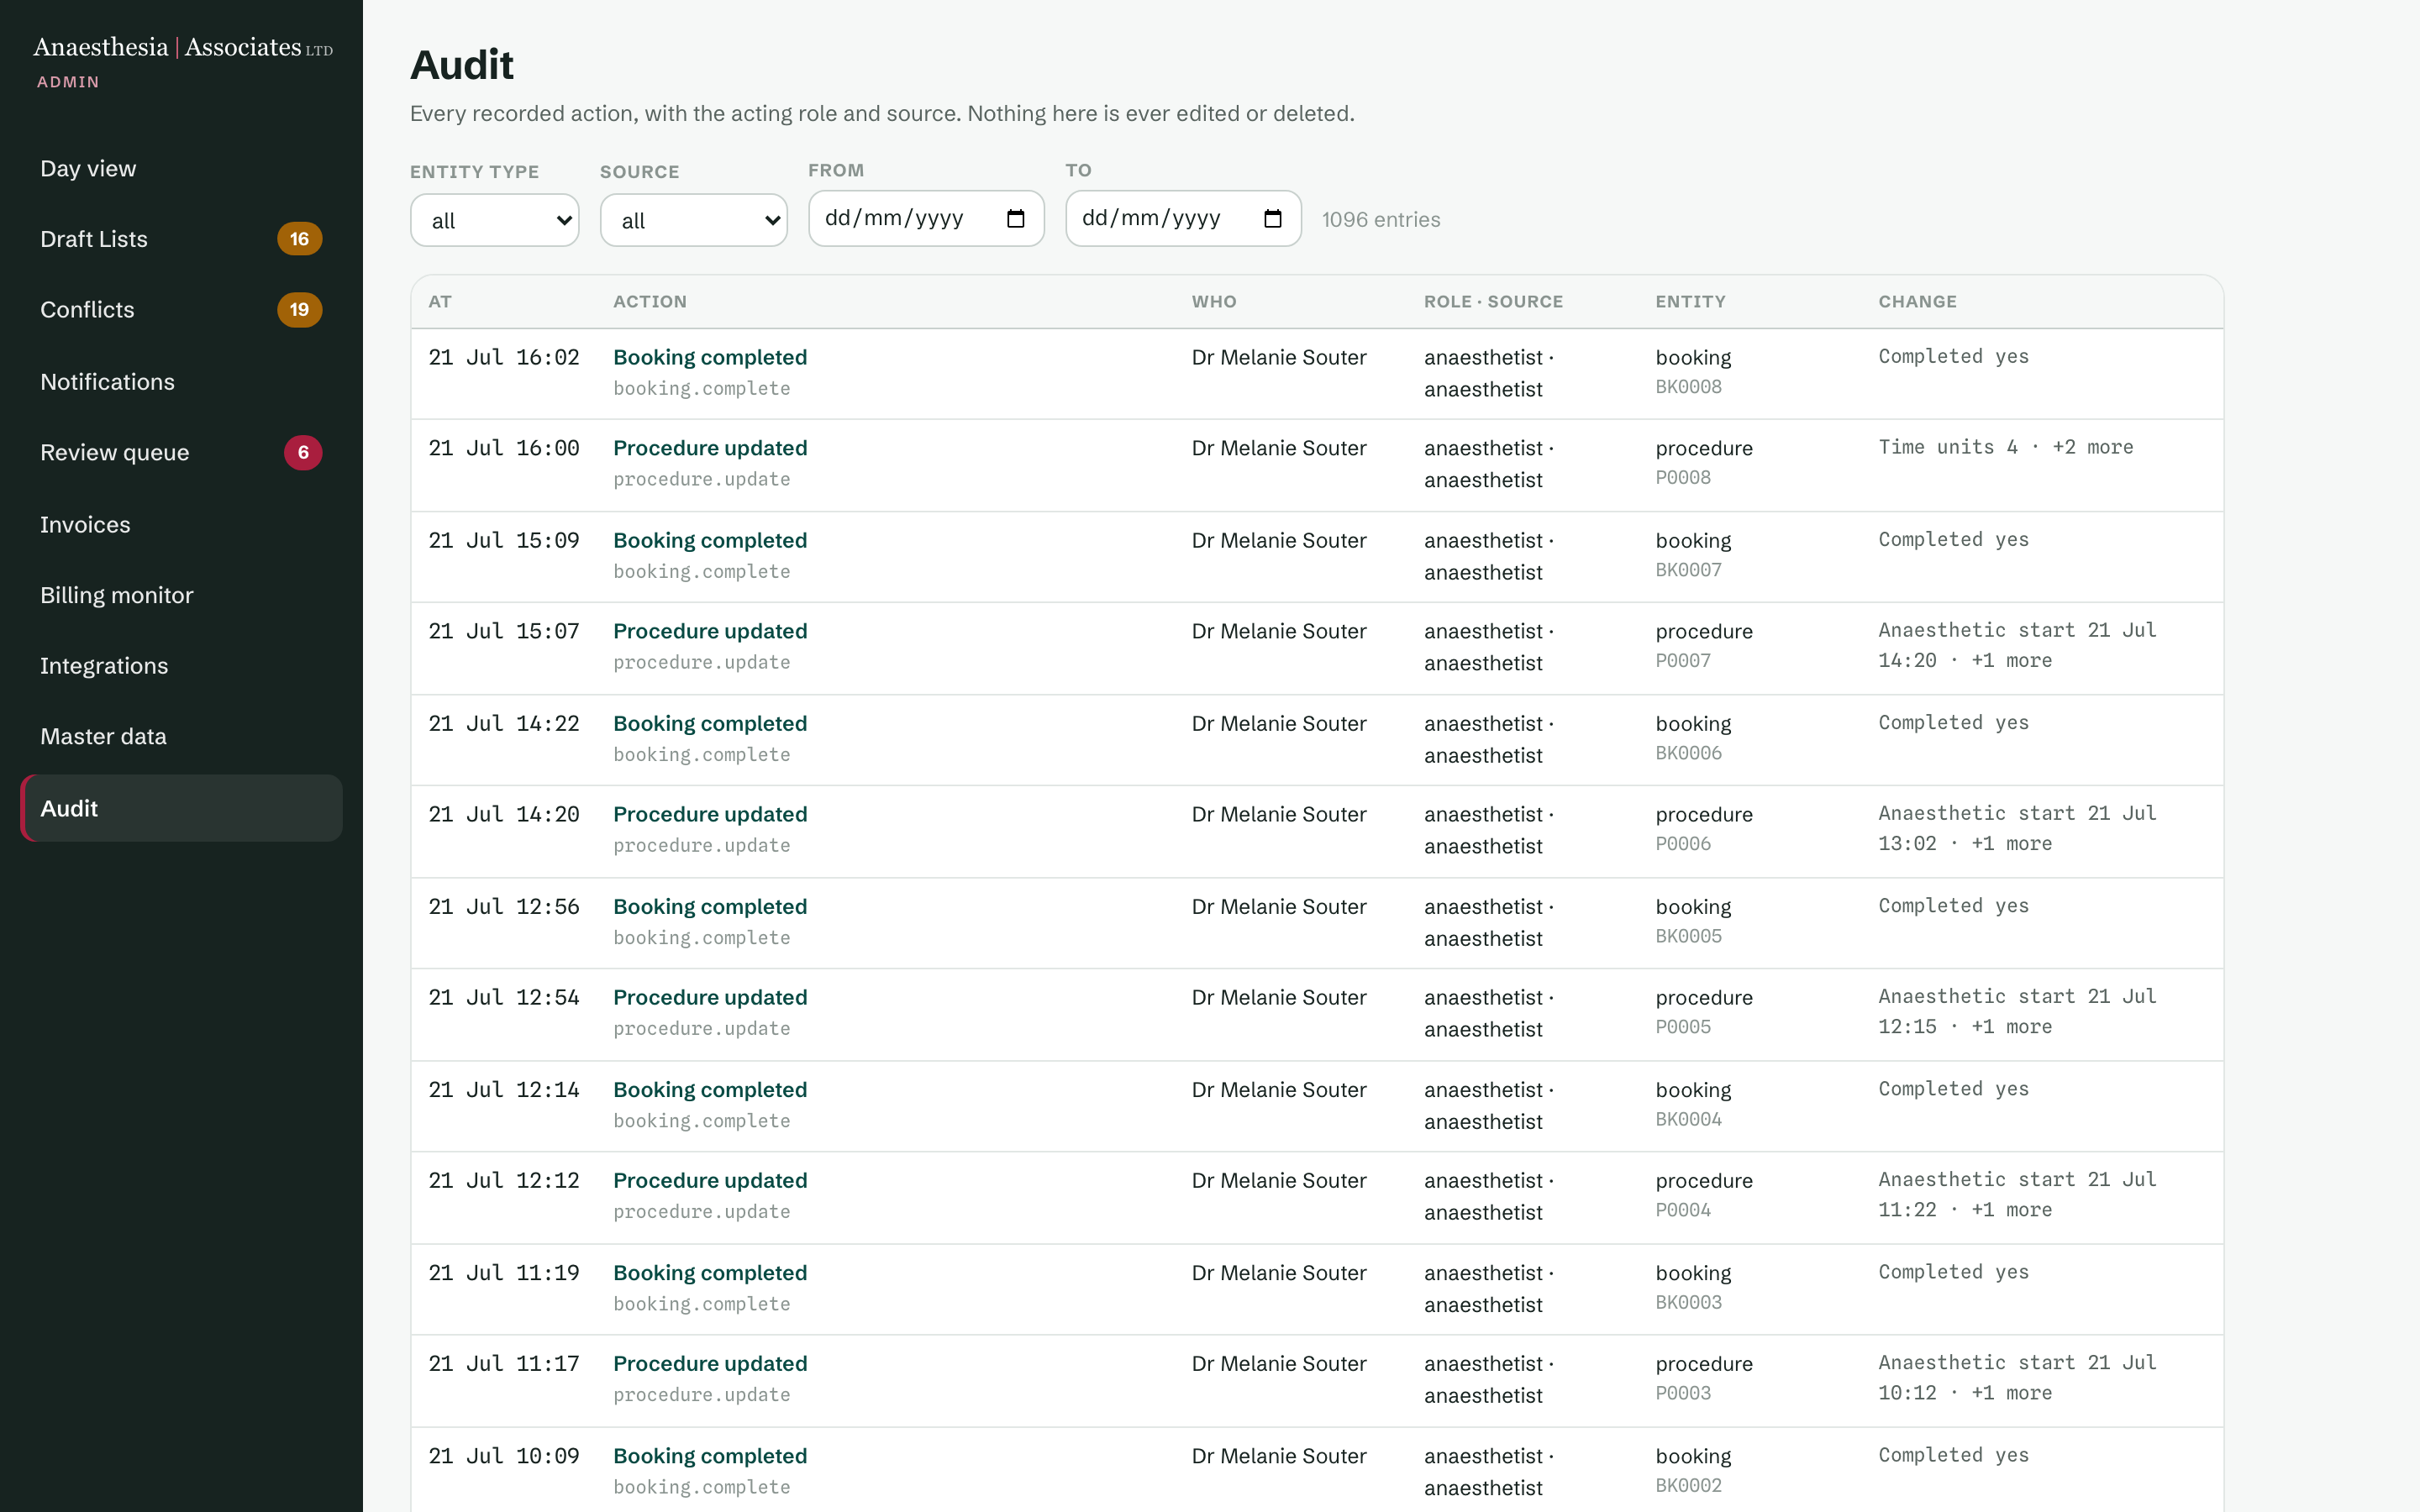 Anaesthesia | Associates LTD
ADMIN
Day view
Draft Lists 16
Conflicts 19
Notifications
Review queue 6
Invoices
Billing monitor
Integrations
Master data
Audit
Audit
Every recorded action, with the acting role and source. Nothing here is ever edited or deleted.
ENTITY TYPE SOURCE FROM TO
all all dd/mm/yyyy dd/mm/yyyy 1096 entries
AT ACTION WHO ROLE · SOURCE ENTITY CHANGE
21 Jul 16:02 Booking completed Dr Melanie Souter anaesthetist · booking Completed yes
booking.complete anaesthetist BK0008
21 Jul 16:00 Procedure updated Dr Melanie Souter anaesthetist · procedure Time units 4 · +2 more
procedure.update anaesthetist P0008
21 Jul 15:09 Booking completed Dr Melanie Souter anaesthetist · booking Completed yes
booking.complete anaesthetist BK0007
21 Jul 15:07 Procedure updated Dr Melanie Souter anaesthetist · procedure Anaesthetic start 21 Jul
procedure.update anaesthetist P0007 14:20 · +1 more
21 Jul 14:22 Booking completed Dr Melanie Souter anaesthetist · booking Completed yes
booking.complete anaesthetist BK0006
21 Jul 14:20 Procedure updated Dr Melanie Souter anaesthetist · procedure Anaesthetic start 21 Jul
procedure.update anaesthetist P0006 13:02 · +1 more
21 Jul 12:56 Booking completed Dr Melanie Souter anaesthetist · booking Completed yes
booking.complete anaesthetist BK0005
21 Jul 12:54 Procedure updated Dr Melanie Souter anaesthetist · procedure Anaesthetic start 21 Jul
procedure.update anaesthetist P0005 12:15 · +1 more
21 Jul 12:14 Booking completed Dr Melanie Souter anaesthetist · booking Completed yes
booking.complete anaesthetist BK0004
21 Jul 12:12 Procedure updated Dr Melanie Souter anaesthetist · procedure Anaesthetic start 21 Jul
procedure.update anaesthetist P0004 11:22 · +1 more
21 Jul 11:19 Booking completed Dr Melanie Souter anaesthetist · booking Completed yes
booking.complete anaesthetist BK0003
21 Jul 11:17 Procedure updated Dr Melanie Souter anaesthetist · procedure Anaesthetic start 21 Jul
procedure.update anaesthetist P0003 10:12 · +1 more
21 Jul 10:09 Booking completed Dr Melanie Souter anaesthetist · booking Completed yes
booking.complete anaesthetist BK0002